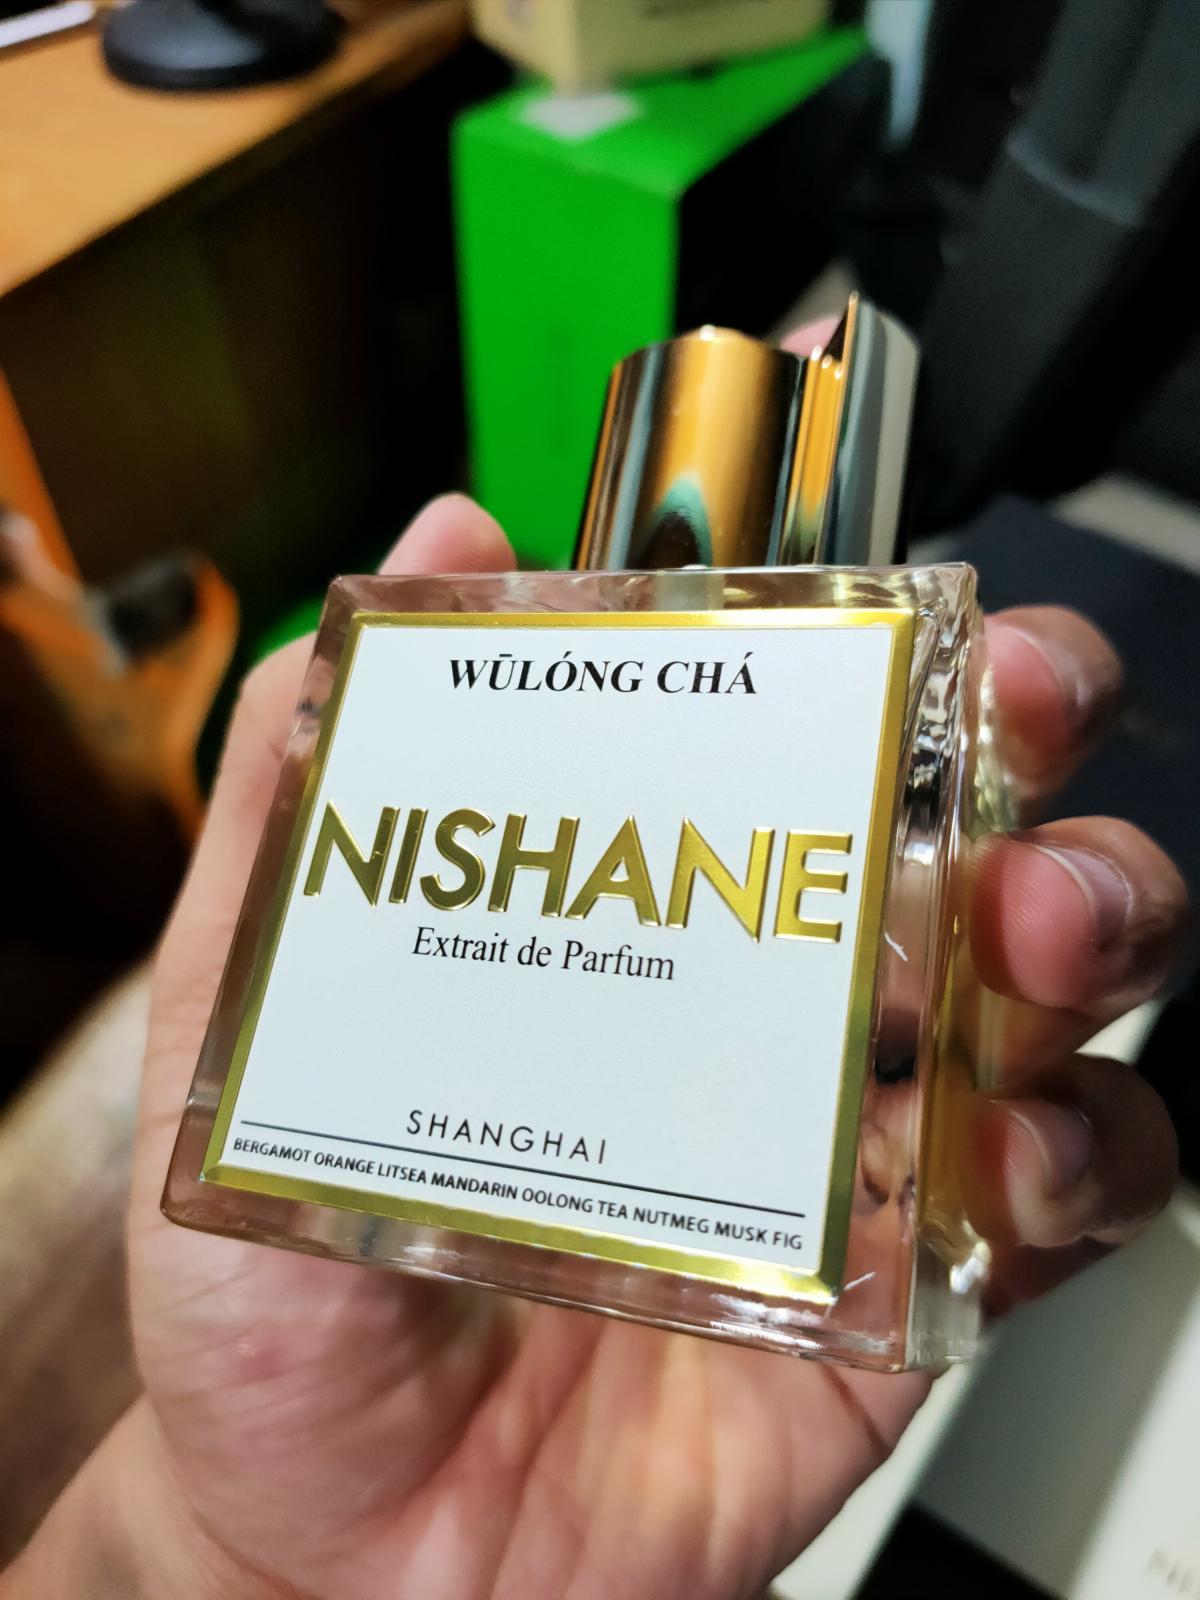 WŪLÓNG CHÁ
NISHANE
Extrait de Parfum
SHANGHAI
BERGAMOT ORANGE LITSEA MANDARIN OOLONG TEA NUTMEG MUSK FIG